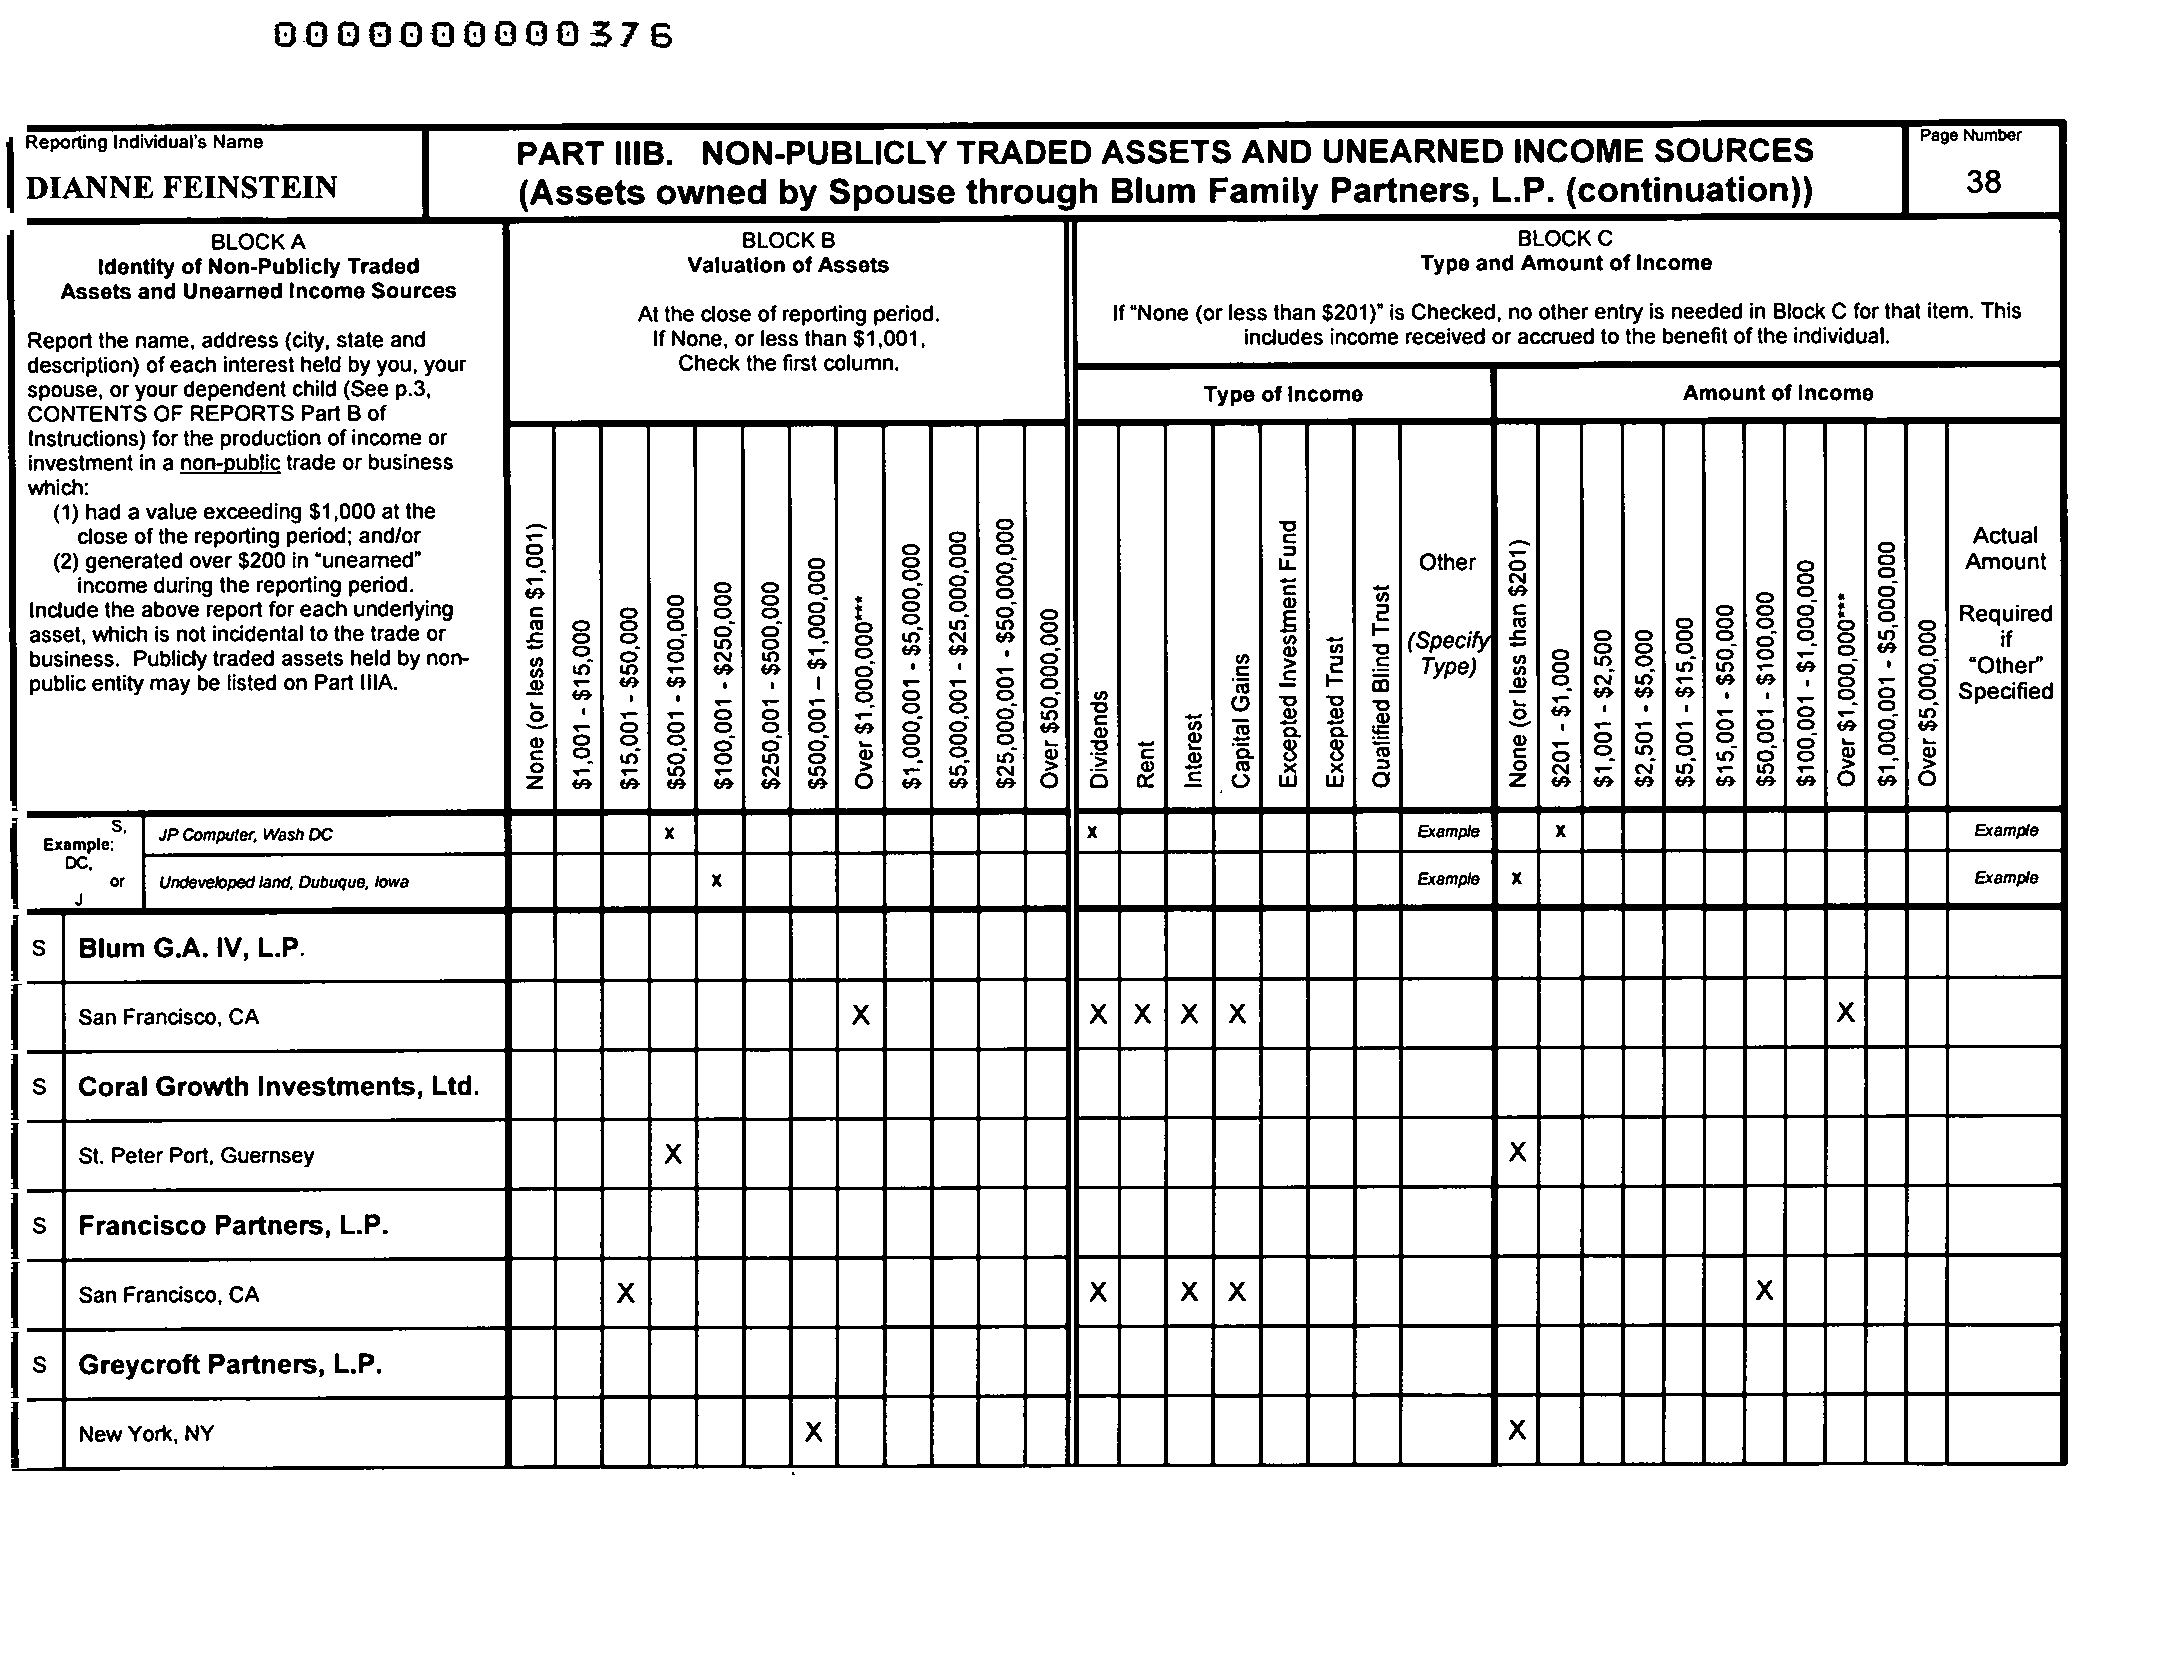 0000000000376
Reporting Individual's Name
DIANNE FEINSTEIN
PART IIIB. NON-PUBLICLY TRADED ASSETS AND UNEARNED INCOME SOURCES
(Assets owned by Spouse through Blum Family Partners, L.P. (continuation))
Page Number
38
BLOCK A
Identity of Non-Publicly Traded
Assets and Unearned Income Sources
Report the name, address (city, state and
description) of each interest held by you, your
spouse, or your dependent child (See p.3,
CONTENTS OF REPORTS Part B of
Instructions) for the production of income or
investment in a non-public trade or business
which:
(1) had a value exceeding $1,000 at the
close of the reporting period; and/or
(2) generated over $200 in "unearned"
income during the reporting period.
Include the above report for each underlying
asset, which is not incidental to the trade or
business. Publicly traded assets held by non-
public entity may be listed on Part IIIA.
BLOCK B
Valuation of Assets
At the close of reporting period.
If None, or less than $1,001,
Check the first column.
BLOCK C
Type and Amount of Income
If "None (or less than $201)" is Checked, no other entry is needed in Block C for that item. This
includes income received or accrued to the benefit of the individual.
Type of Income
Amount of Income
None (or less than $1,001)
$1,001 - $15,000
$15,001 - $50,000
$50,001 - $100,000
$100,001 - $250,000
$250,001 - $500,000
$500,001 – $1,000,000
Over $1,000,000***
$1,000,001 - $5,000,000
$5,000,001 - $25,000,000
$25,000,001 - $50,000,000
Over $50,000,000
Dividends
Rent
Interest
Capital Gains
Excepted Investment Fund
Excepted Trust
Qualified Blind Trust
Other
(Specify
Type)
None (or less than $201)
$201 - $1,000
$1,001 - $2,500
$2,501 - $5,000
$5,001 - $15,000
$15,001 - $50,000
$50,001 - $100,000
$100,001 - $1,000,000
Over $1,000,000***
$1,000,001 - $5,000,000
Over $5,000,000
Actual
Amount
Required
if
"Other"
Specified
Example:
S,
DC,
or
J
JP Computer, Wash DC X X Example X Example
Undeveloped land, Dubuque, Iowa X Example X Example
S Blum G.A. IV, L.P.
San Francisco, CA X X X X X X
S Coral Growth Investments, Ltd.
St. Peter Port, Guernsey X X
S Francisco Partners, L.P.
San Francisco, CA X X X X X
S Greycroft Partners, L.P.
New York, NY X X